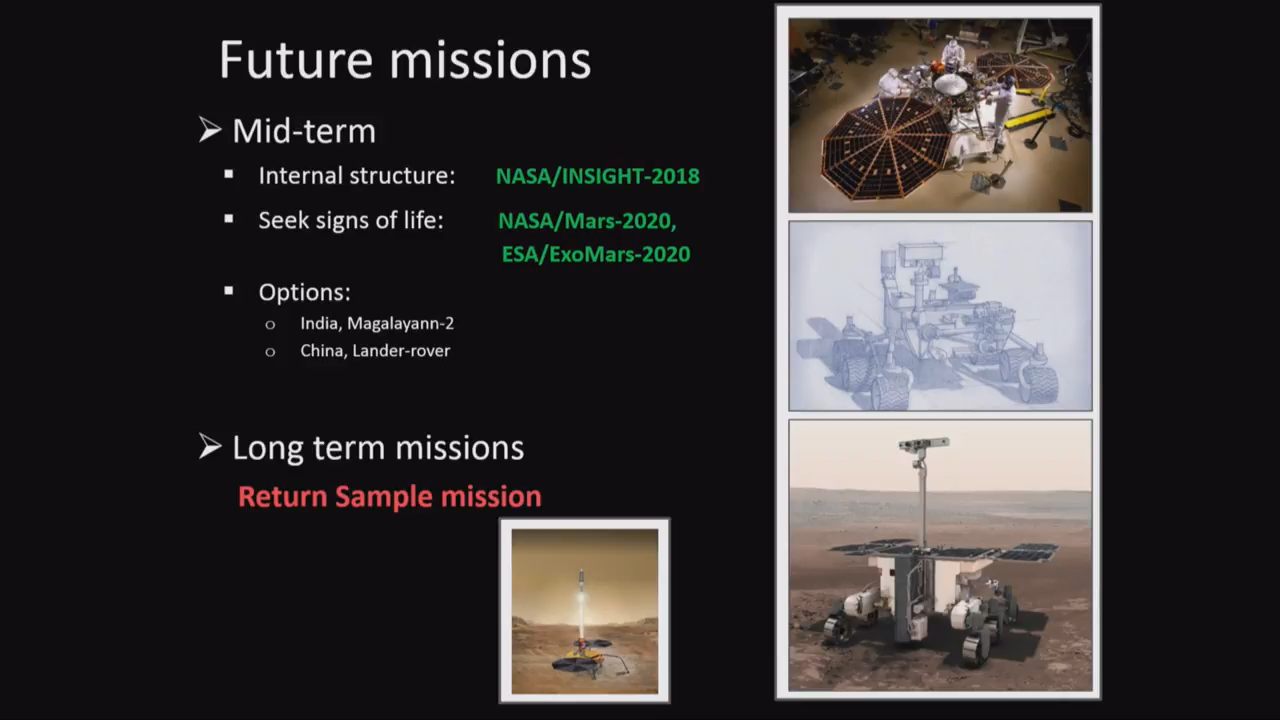 Future missions
Mid-term
Internal structure: NASA/INSIGHT-2018
Seek signs of life: NASA/Mars-2020,
ESA/ExoMars-2020
Options:
India, Magalayann-2
China, Lander-rover
Long term missions
Return Sample mission